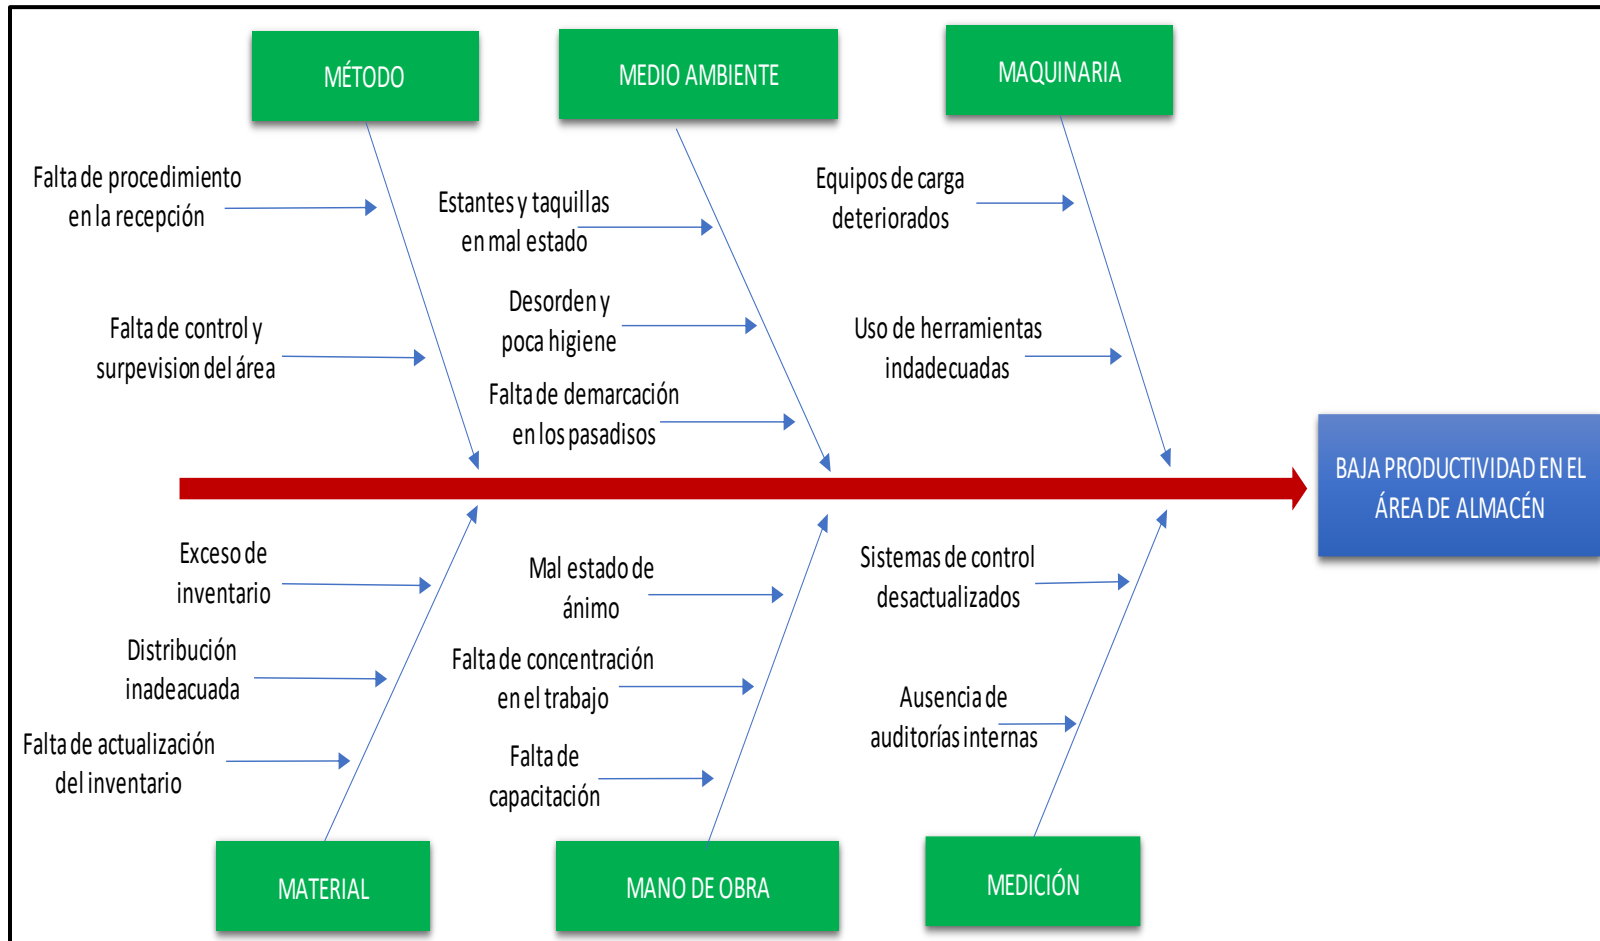 MÉTODO
MEDIO AMBIENTE
MAQUINARIA
Falta de procedimiento
en la recepción
Falta de control y
surpevision del área
Estantes y taquillas
en mal estado
Desorden y
poca higiene
Falta de demarcación
en los pasadisos
Equipos de carga
deteriorados
Uso de herramientas
indadecuadas
BAJA PRODUCTIVIDAD EN EL
ÁREA DE ALMACÉN
Exceso de
inventario
Distribución
inadeacuada
Falta de actualización
del inventario
Mal estado de
ánimo
Falta de concentración
en el trabajo
Falta de
capacitación
Sistemas de control
desactualizados
Ausencia de
auditorías internas
MATERIAL
MANO DE OBRA
MEDICIÓN